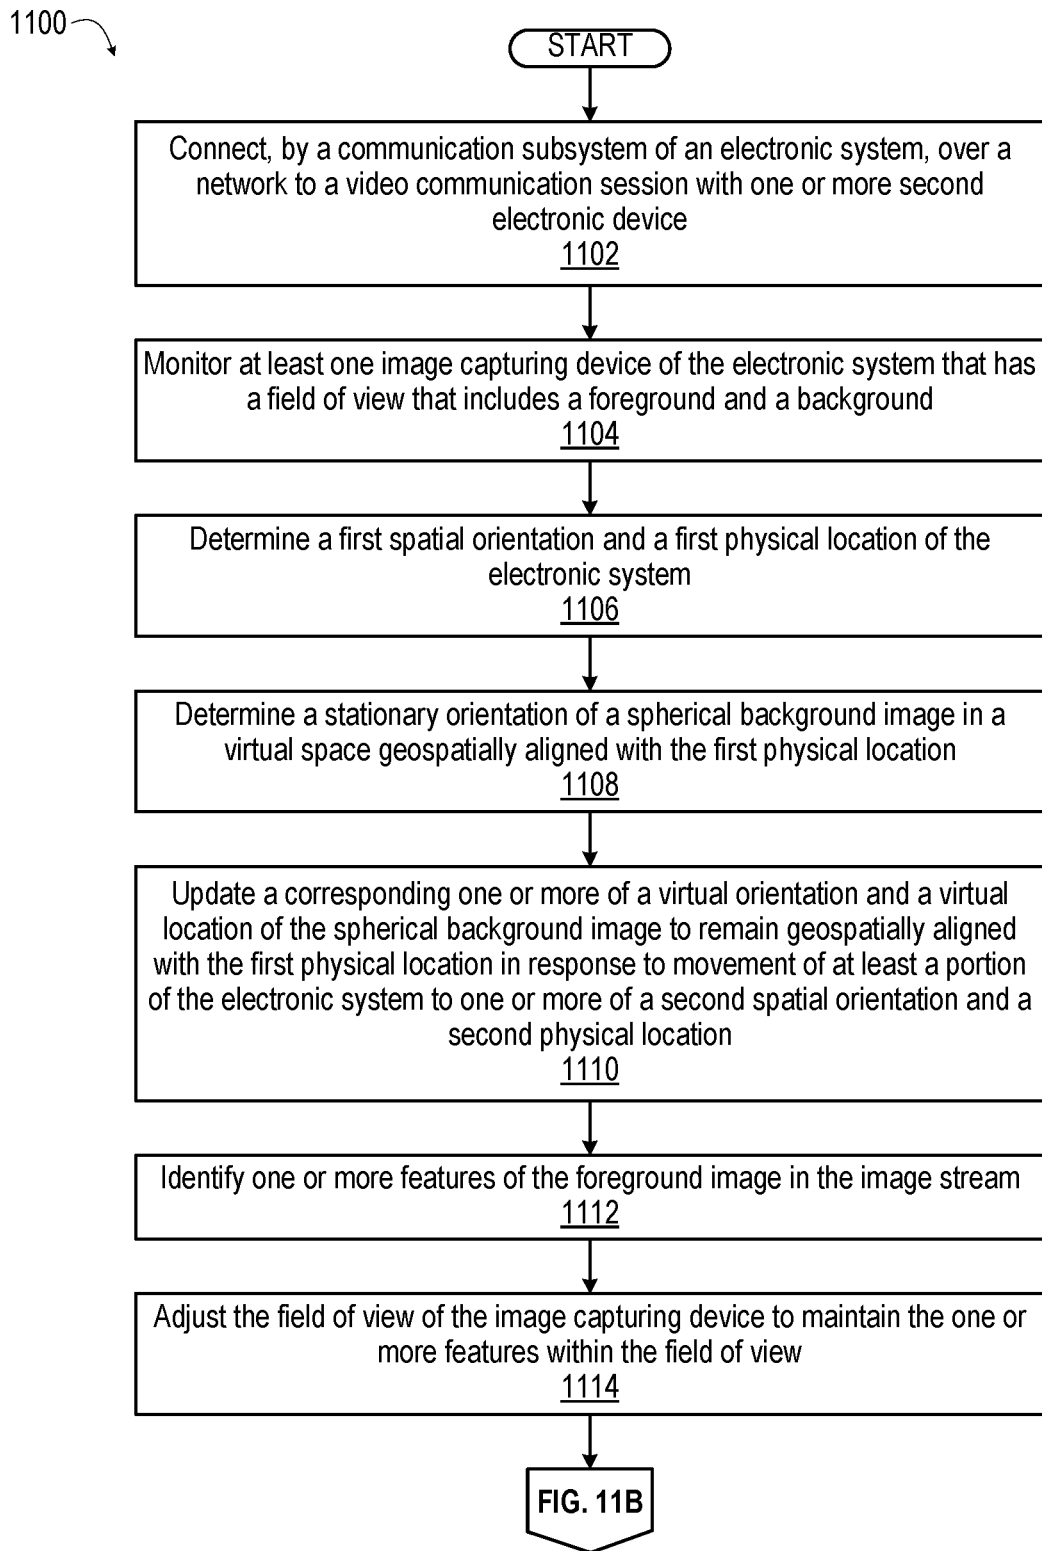 1100
START
Connect, by a communication subsystem of an electronic system, over a
network to a video communication session with one or more second
electronic device
1102
Monitor at least one image capturing device of the electronic system that has
a field of view that includes a foreground and a background
1104
Determine a first spatial orientation and a first physical location of the
electronic system
1106
Determine a stationary orientation of a spherical background image in a
virtual space geospatially aligned with the first physical location
1108
Update a corresponding one or more of a virtual orientation and a virtual
location of the spherical background image to remain geospatially aligned
with the first physical location in response to movement of at least a portion
of the electronic system to one or more of a second spatial orientation and a
second physical location
1110
Identify one or more features of the foreground image in the image stream
1112
Adjust the field of view of the image capturing device to maintain the one or
more features within the field of view
1114
FIG. 11B